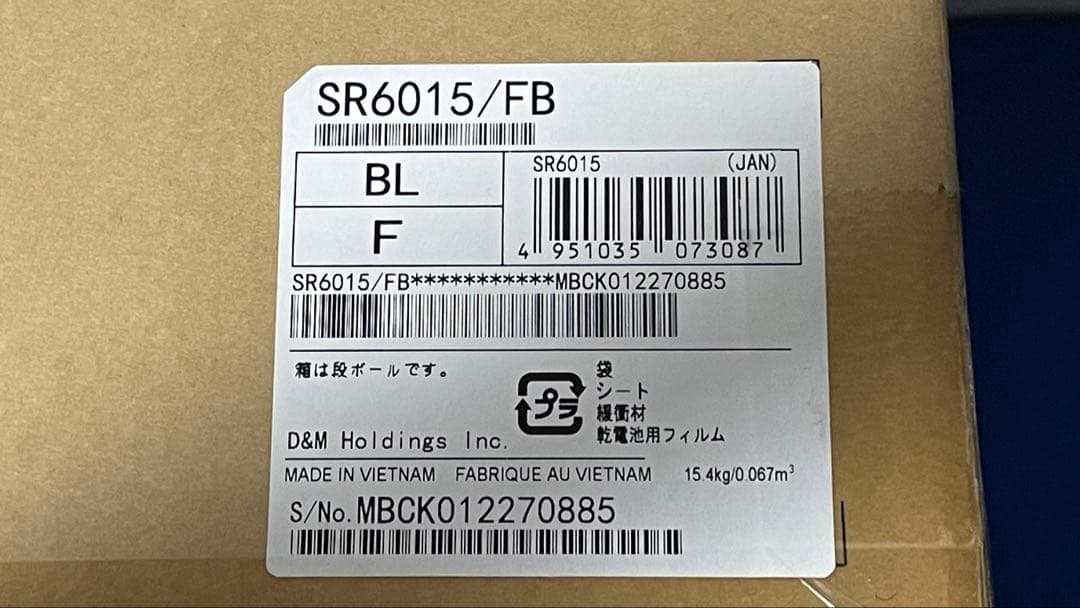 SR6015/FB
BL
F
SR6015 (JAN)
4 951035 073087
SR6015/FB***********MBCK012270885
箱は段ボールです。
プラ
袋
シート
緩衝材
乾電池用フィルム
D&M Holdings Inc.
MADE IN VIETNAM FABRIQUE AU VIETNAM 15.4kg/0.067m³
S/No. MBCK012270885